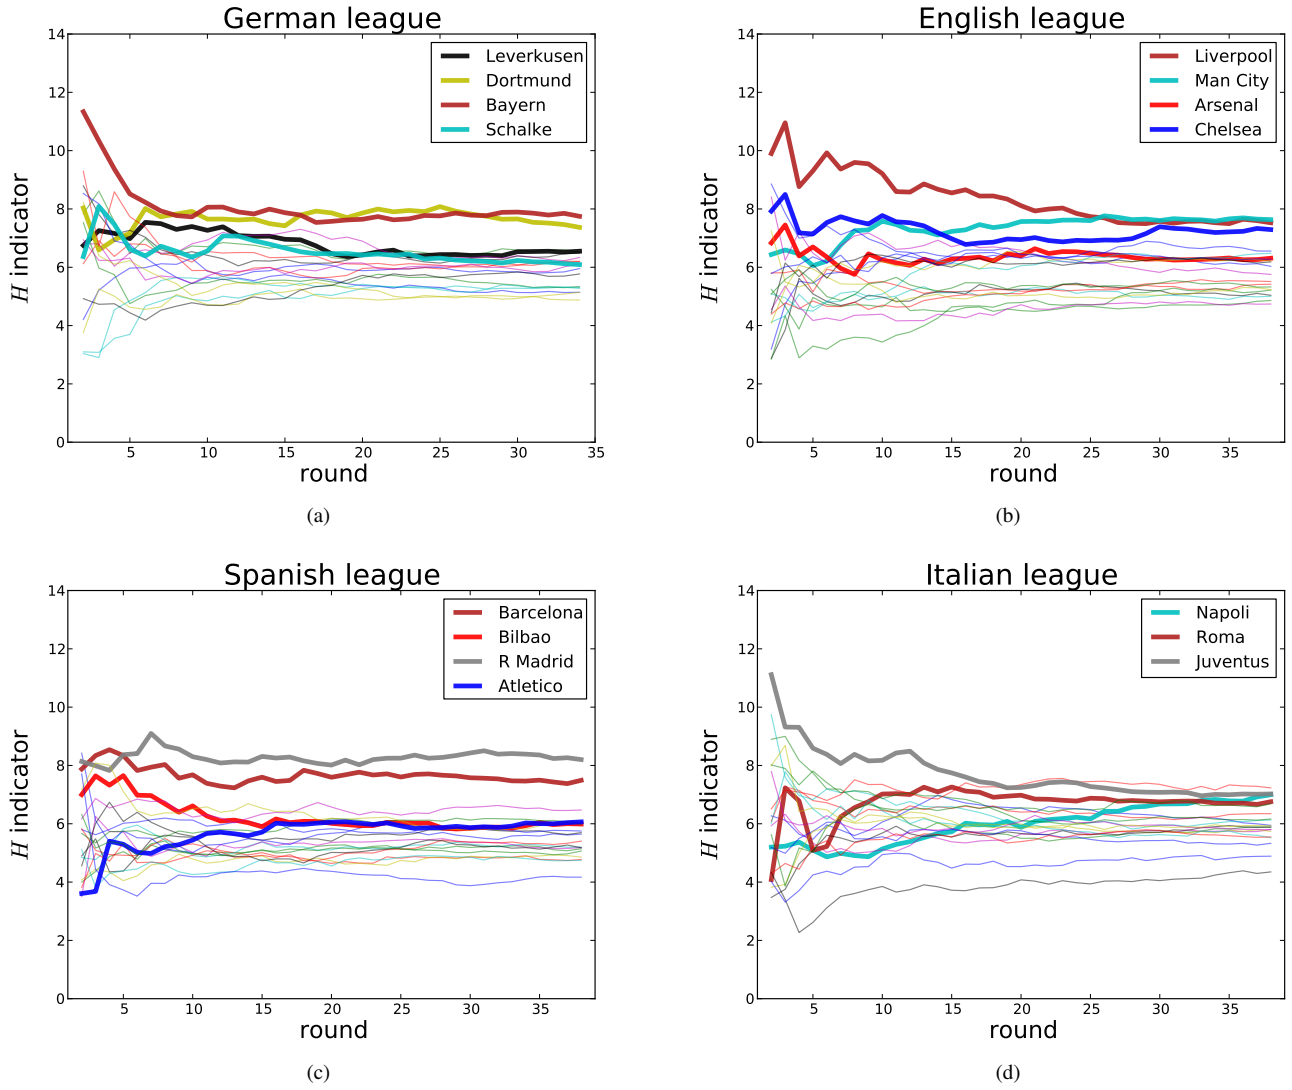 German league
H indicator
14
12
10
8
6
4
2
0
Leverkusen
Dortmund
Bayern
Schalke
5 10 15 20 25 30 35
round
(a)
English league
H indicator
14
12
10
8
6
4
2
0
Liverpool
Man City
Arsenal
Chelsea
5 10 15 20 25 30 35
round
(b)
Spanish league
H indicator
14
12
10
8
6
4
2
0
Barcelona
Bilbao
R Madrid
Atletico
5 10 15 20 25 30 35
round
(c)
Italian league
H indicator
14
12
10
8
6
4
2
0
Napoli
Roma
Juventus
5 10 15 20 25 30 35
round
(d)